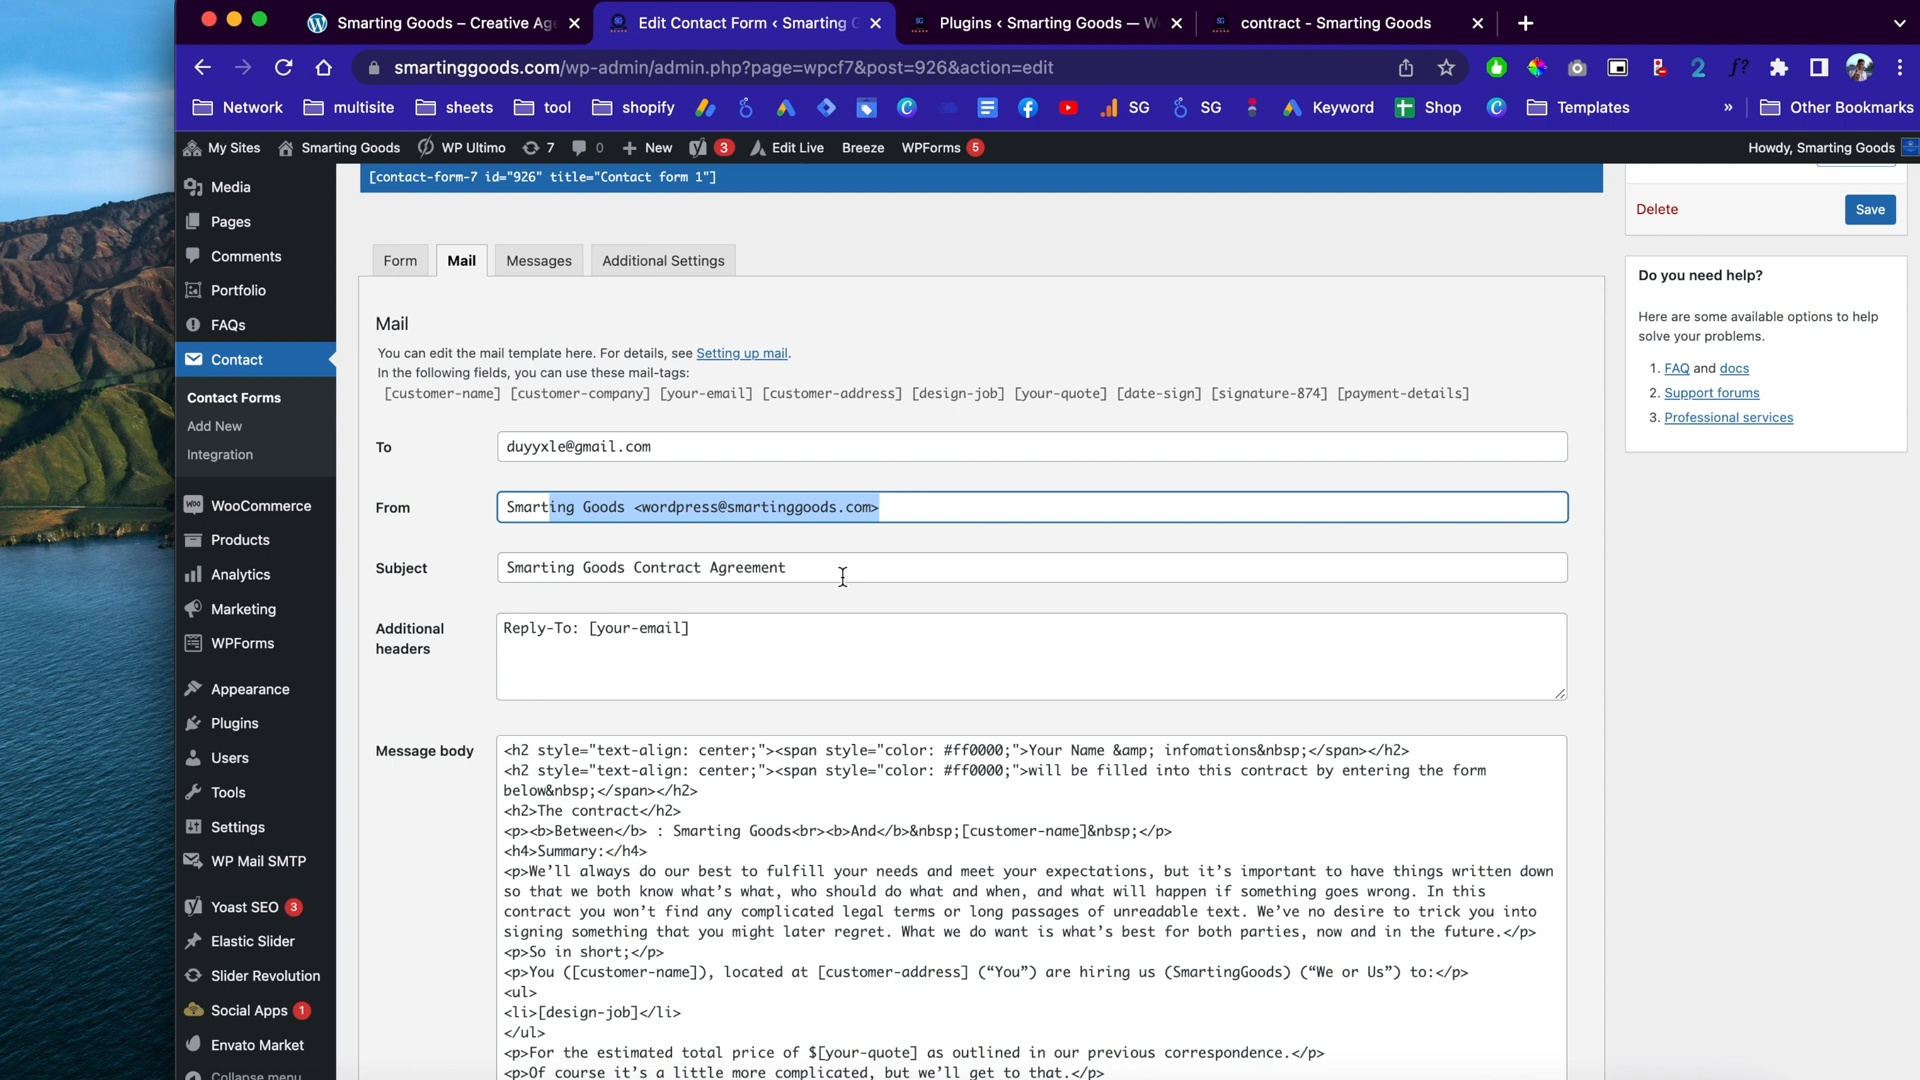 Smarting Goods – Creative Age
Edit Contact Form ‹ Smarting G
Plugins ‹ Smarting Goods — W
contract - Smarting Goods
smartinggoods.com/wp-admin/admin.php?page=wpcf7&post=926&action=edit
Network
multisite
sheets
tool
shopify
SG
SG
Keyword
Shop
Templates
»
Other Bookmarks
My Sites
Smarting Goods
WP Ultimo
7
0
New
3
Edit Live
Breeze
WPForms 5
Howdy, Smarting Goods
Media
Pages
Comments
Portfolio
FAQs
Contact
Contact Forms
Add New
Integration
WooCommerce
Products
Analytics
Marketing
WPForms
Appearance
Plugins
Users
Tools
Settings
WP Mail SMTP
Yoast SEO 3
Elastic Slider
Slider Revolution
Social Apps 1
Envato Market
Collapse menu
[contact-form-7 id="926" title="Contact form 1"]
Form
Mail
Messages
Additional Settings
Mail
You can edit the mail template here. For details, see Setting up mail.
In the following fields, you can use these mail-tags:
[customer-name] [customer-company] [your-email] [customer-address] [design-job] [your-quote] [date-sign] [signature-874] [payment-details]
To
duyyxle@gmail.com
From
Smarting Goods <wordpress@smartinggoods.com>
Subject
Smarting Goods Contract Agreement
Additional
headers
Reply-To: [your-email]
Message body
<h2 style="text-align: center;"><span style="color: #ff0000;">Your Name &amp; infomations&nbsp;</span></h2>
<h2 style="text-align: center;"><span style="color: #ff0000;">will be filled into this contract by entering the form
below&nbsp;</span></h2>
<h2>The contract</h2>
<p><b>Between</b> : Smarting Goods<br><b>And</b>&nbsp;[customer-name]&nbsp;</p>
<h4>Summary:</h4>
<p>We’ll always do our best to fulfill your needs and meet your expectations, but it’s important to have things written down
so that we both know what’s what, who should do what and when, and what will happen if something goes wrong. In this
contract you won’t find any complicated legal terms or long passages of unreadable text. We’ve no desire to trick you into
signing something that you might later regret. What we do want is what’s best for both parties, now and in the future.</p>
<p>So in short;</p>
<p>You ([customer-name]), located at [customer-address] (“You”) are hiring us (SmartingGoods) (“We or Us”) to:</p>
<ul>
<li>[design-job]</li>
</ul>
<p>For the estimated total price of $[your-quote] as outlined in our previous correspondence.</p>
<p>Of course it’s a little more complicated, but we’ll get to that.</p>
Delete
Save
Do you need help?
Here are some available options to help
solve your problems.
1. FAQ and docs
2. Support forums
3. Professional services